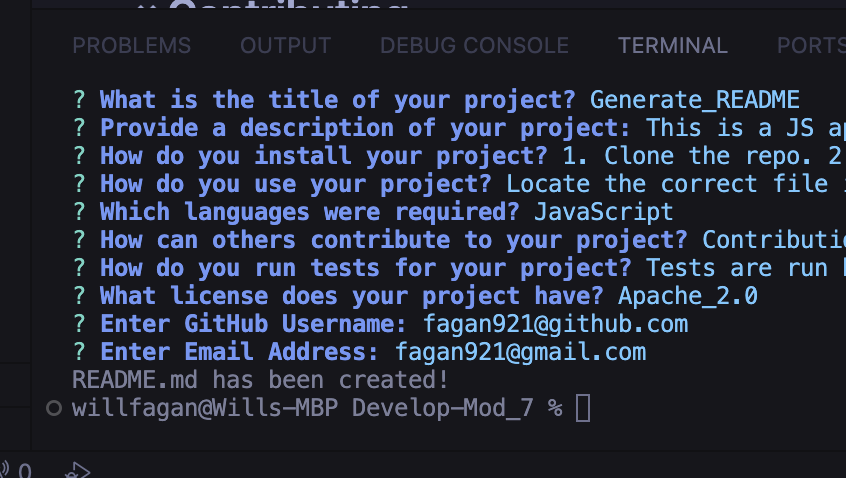 Contributing
PROBLEMS OUTPUT DEBUG CONSOLE TERMINAL PORTS
? What is the title of your project? Generate_README
? Provide a description of your project: This is a JS
? How do you install your project? 1. Clone the repo. 2
? How do you use your project? Locate the correct file
? Which languages were required? JavaScript
? How can others contribute to your project?
? How do you run tests for your project? Tests are run
? What license does your project have? Apache_2.0
? Enter GitHub Username: fagan921@github.com
? Enter Email Address: fagan921@gmail.com
README.md has been created!
willfagan@Wills-MBP Develop-Mod_7 %
0